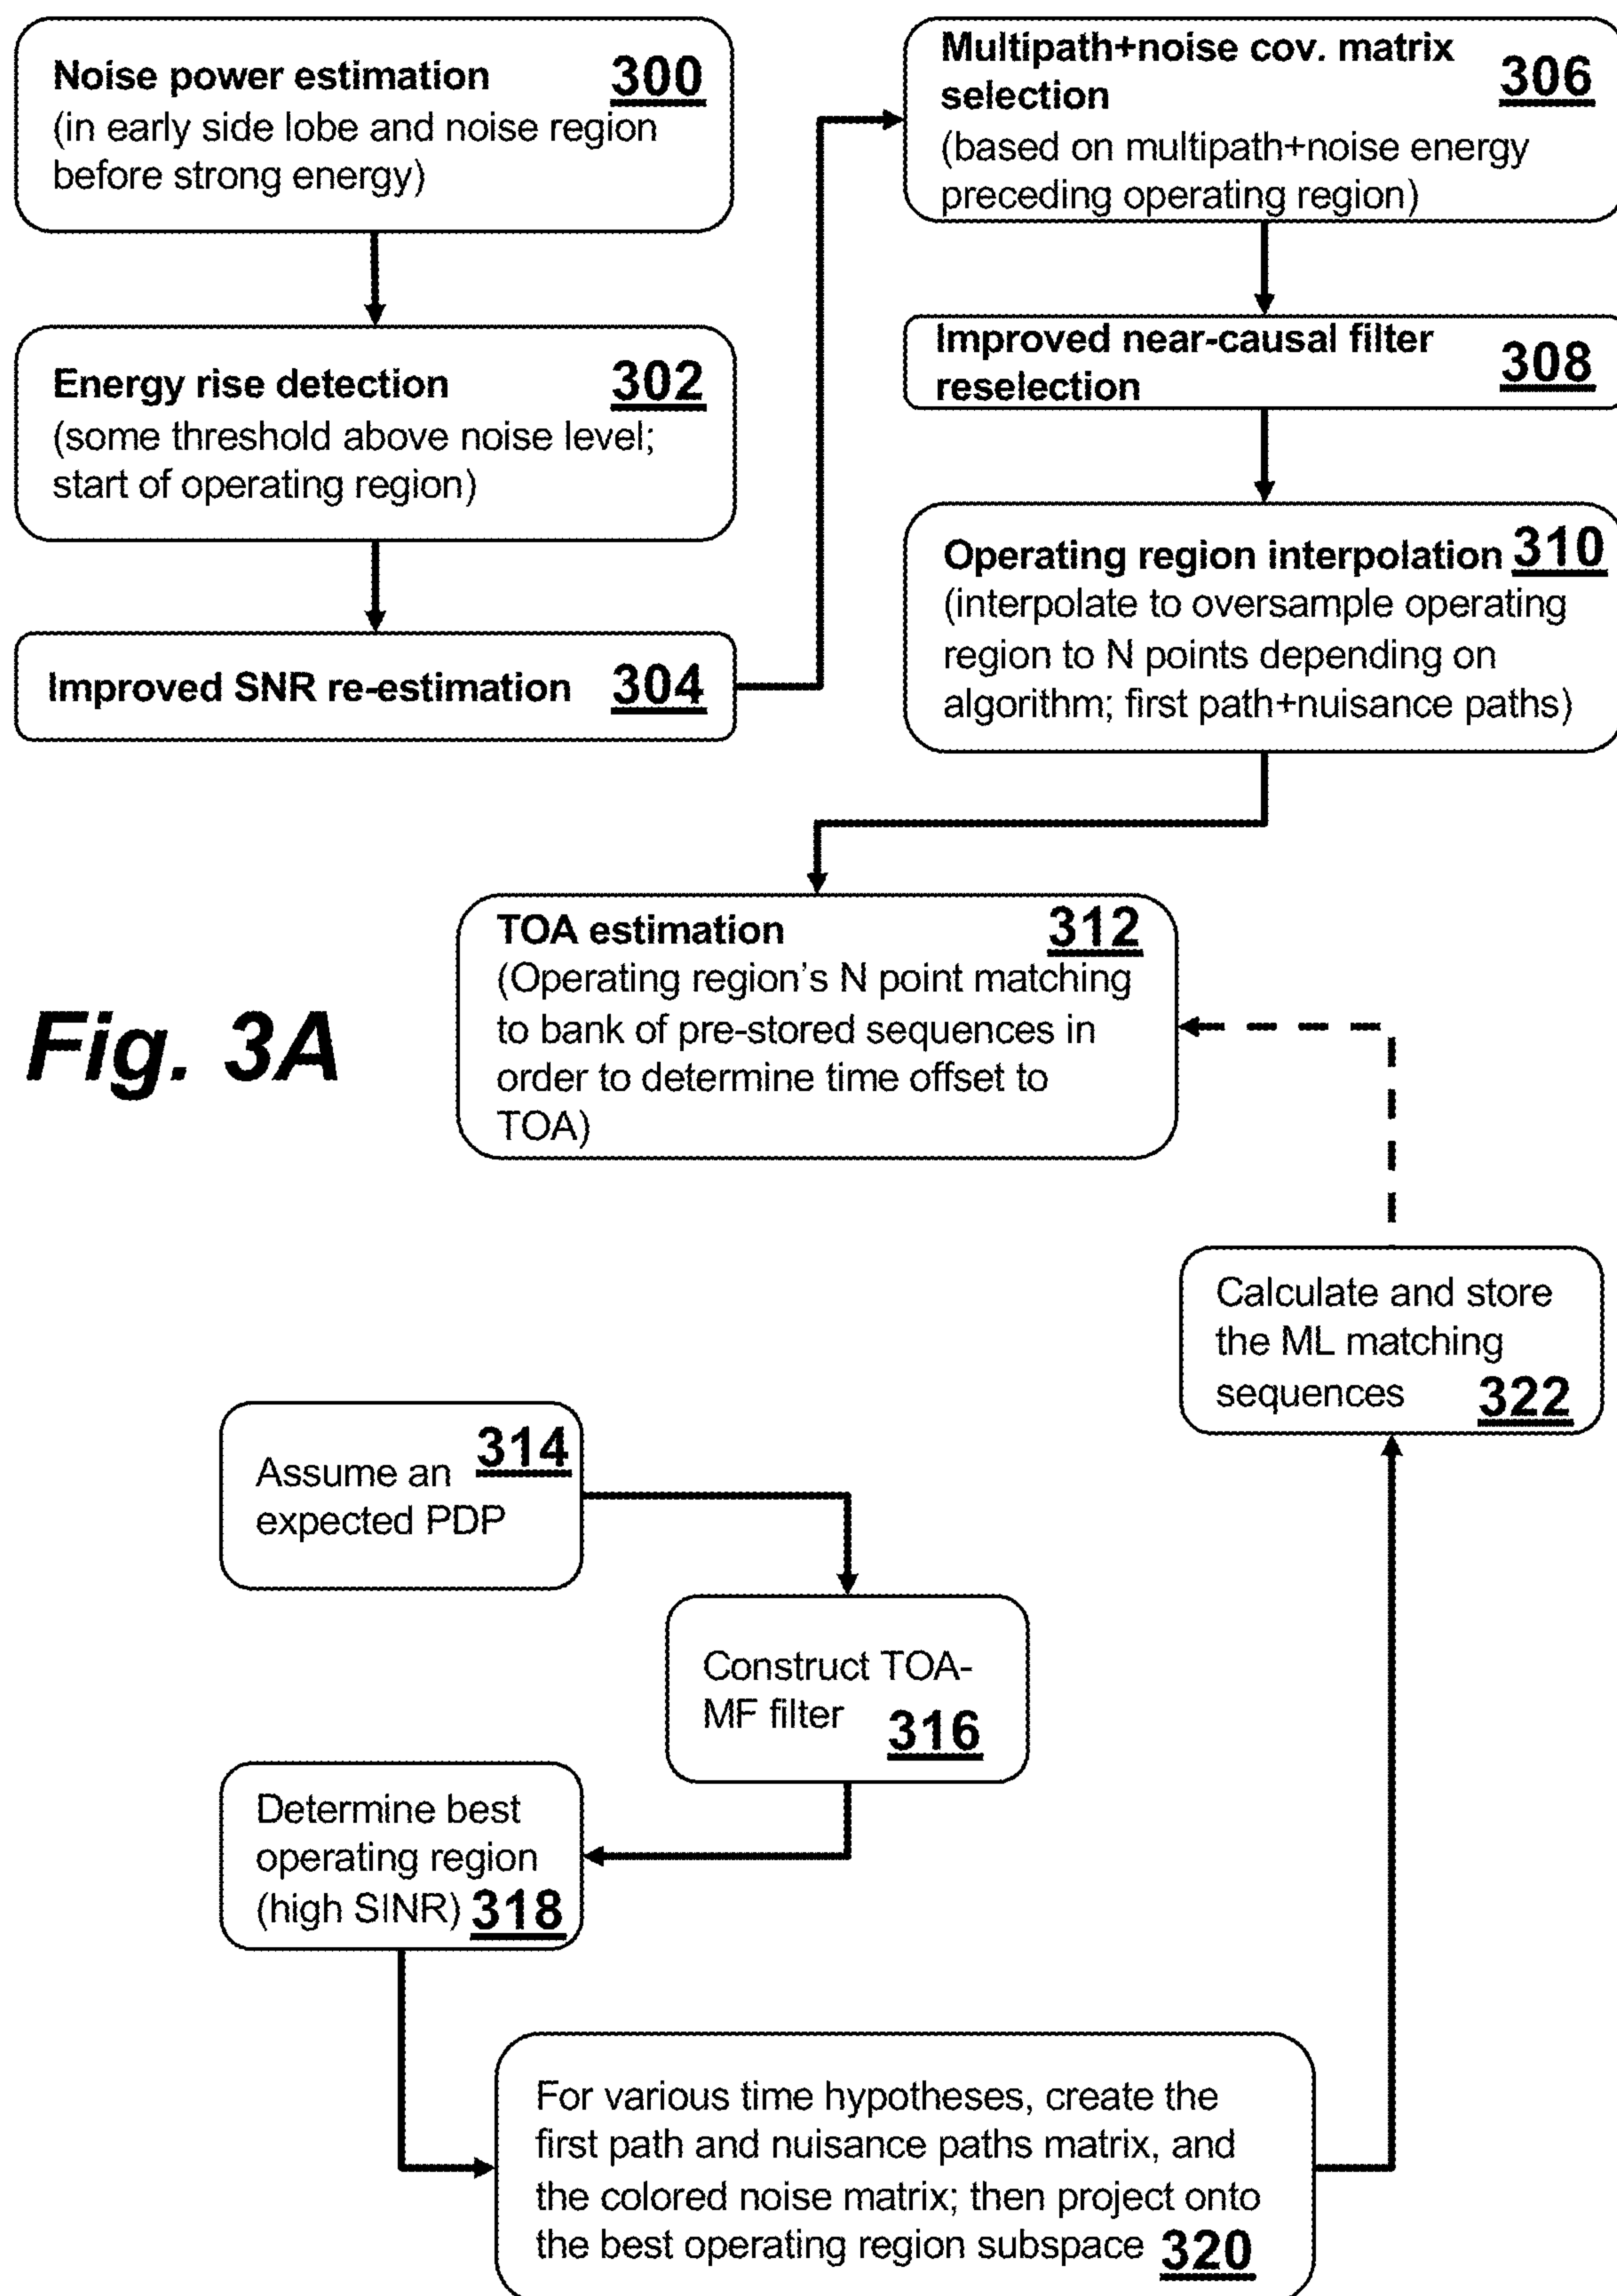 Noise power estimation 300
(in early side lobe and noise region
before strong energy)
Energy rise detection 302
(some threshold above noise level;
start of operating region)
Improved SNR re-estimation 304
Multipath+noise cov. matrix
selection 306
(based on multipath+noise energy
preceding operating region)
Improved near-causal filter
reselection 308
Operating region interpolation 310
(interpolate to oversample operating
region to N points depending on
algorithm; first path+nuisance paths)
TOA estimation 312
(Operating region's N point matching
to bank of pre-stored sequences in
order to determine time offset to
TOA)
Fig. 3A
Calculate and store
the ML matching
sequences 322
314
Assume an
expected PDP
Construct TOA-
MF filter 316
Determine best
operating region
(high SINR) 318
For various time hypotheses, create the
first path and nuisance paths matrix, and
the colored noise matrix; then project onto
the best operating region subspace 320